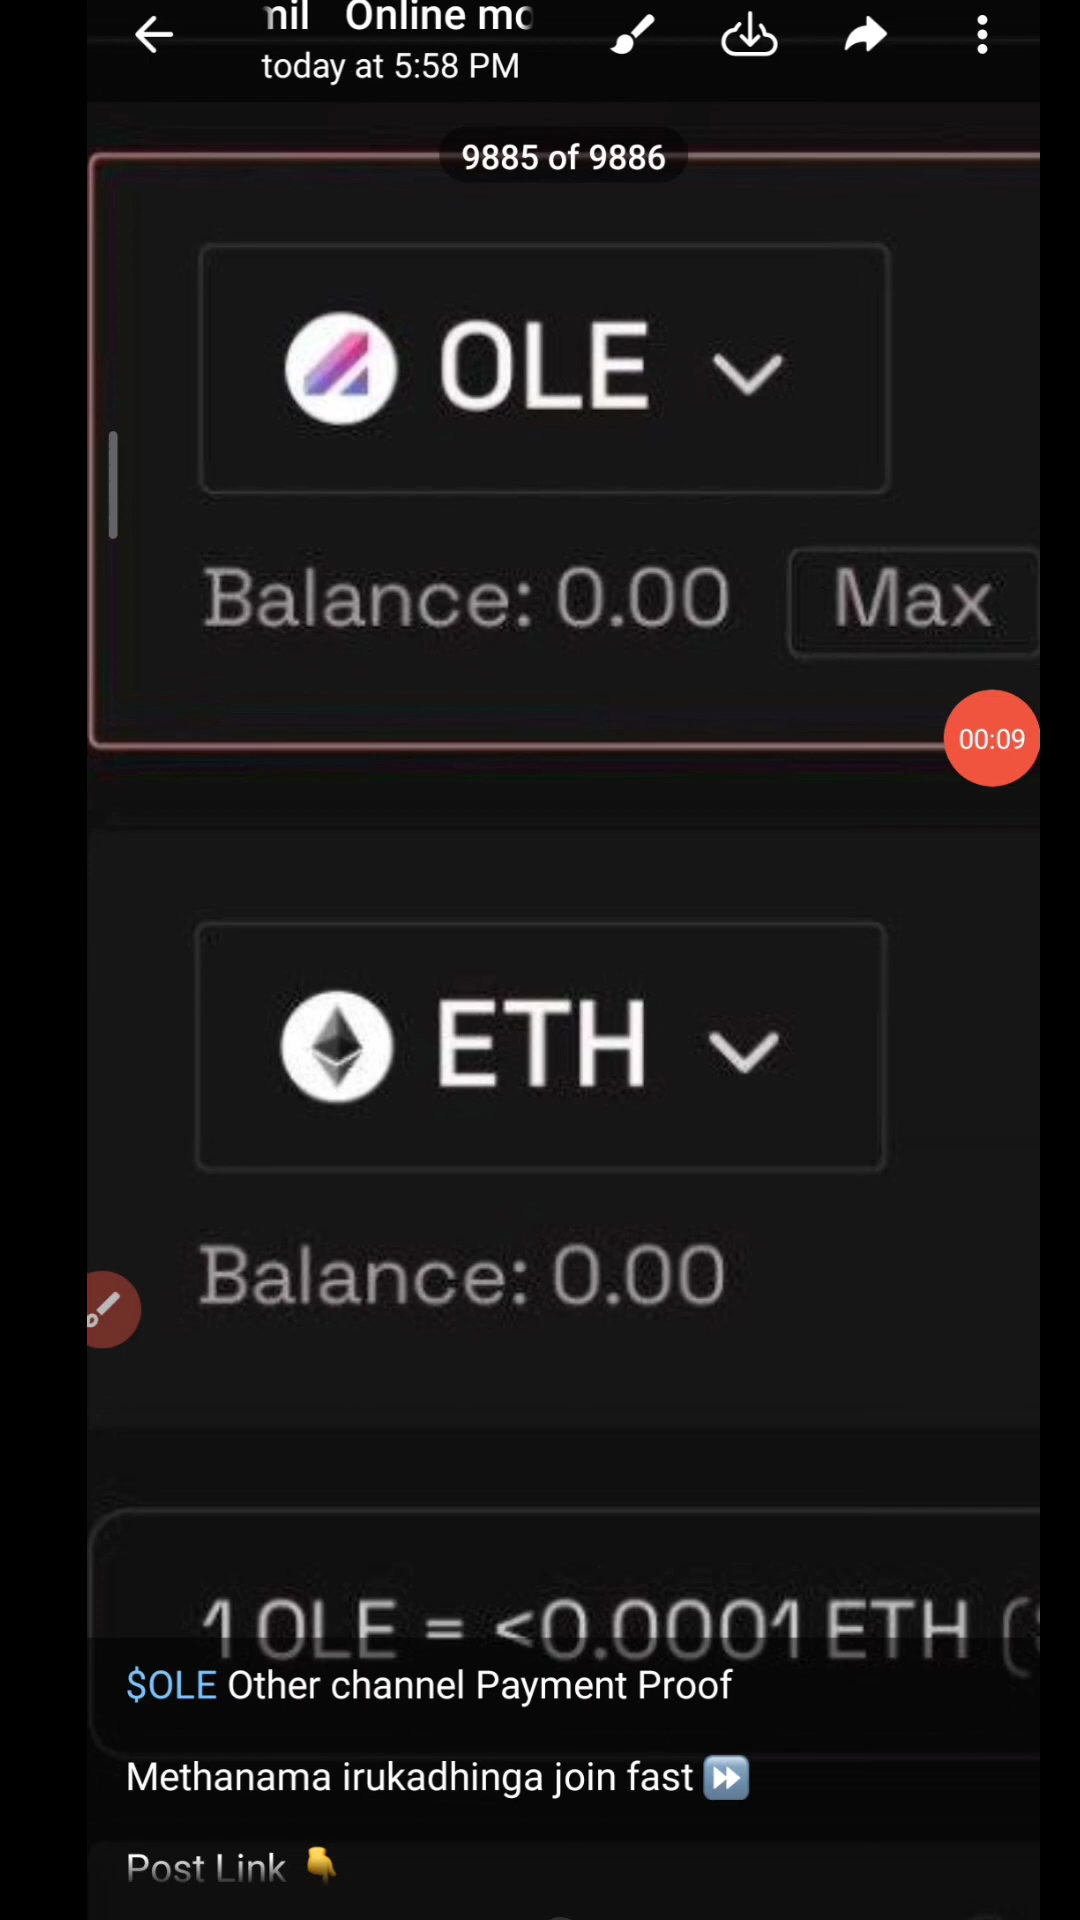 mil Online mo
today at 5:58 PM
9885 of 9886
OLE
Balance: 0.00 Max
00:09
ETH
Balance: 0.00
1 OLE = <0.0001 ETH (
$OLE Other channel Payment Proof
Methanama irukadhinga join fast ⏩
Post Link 👇